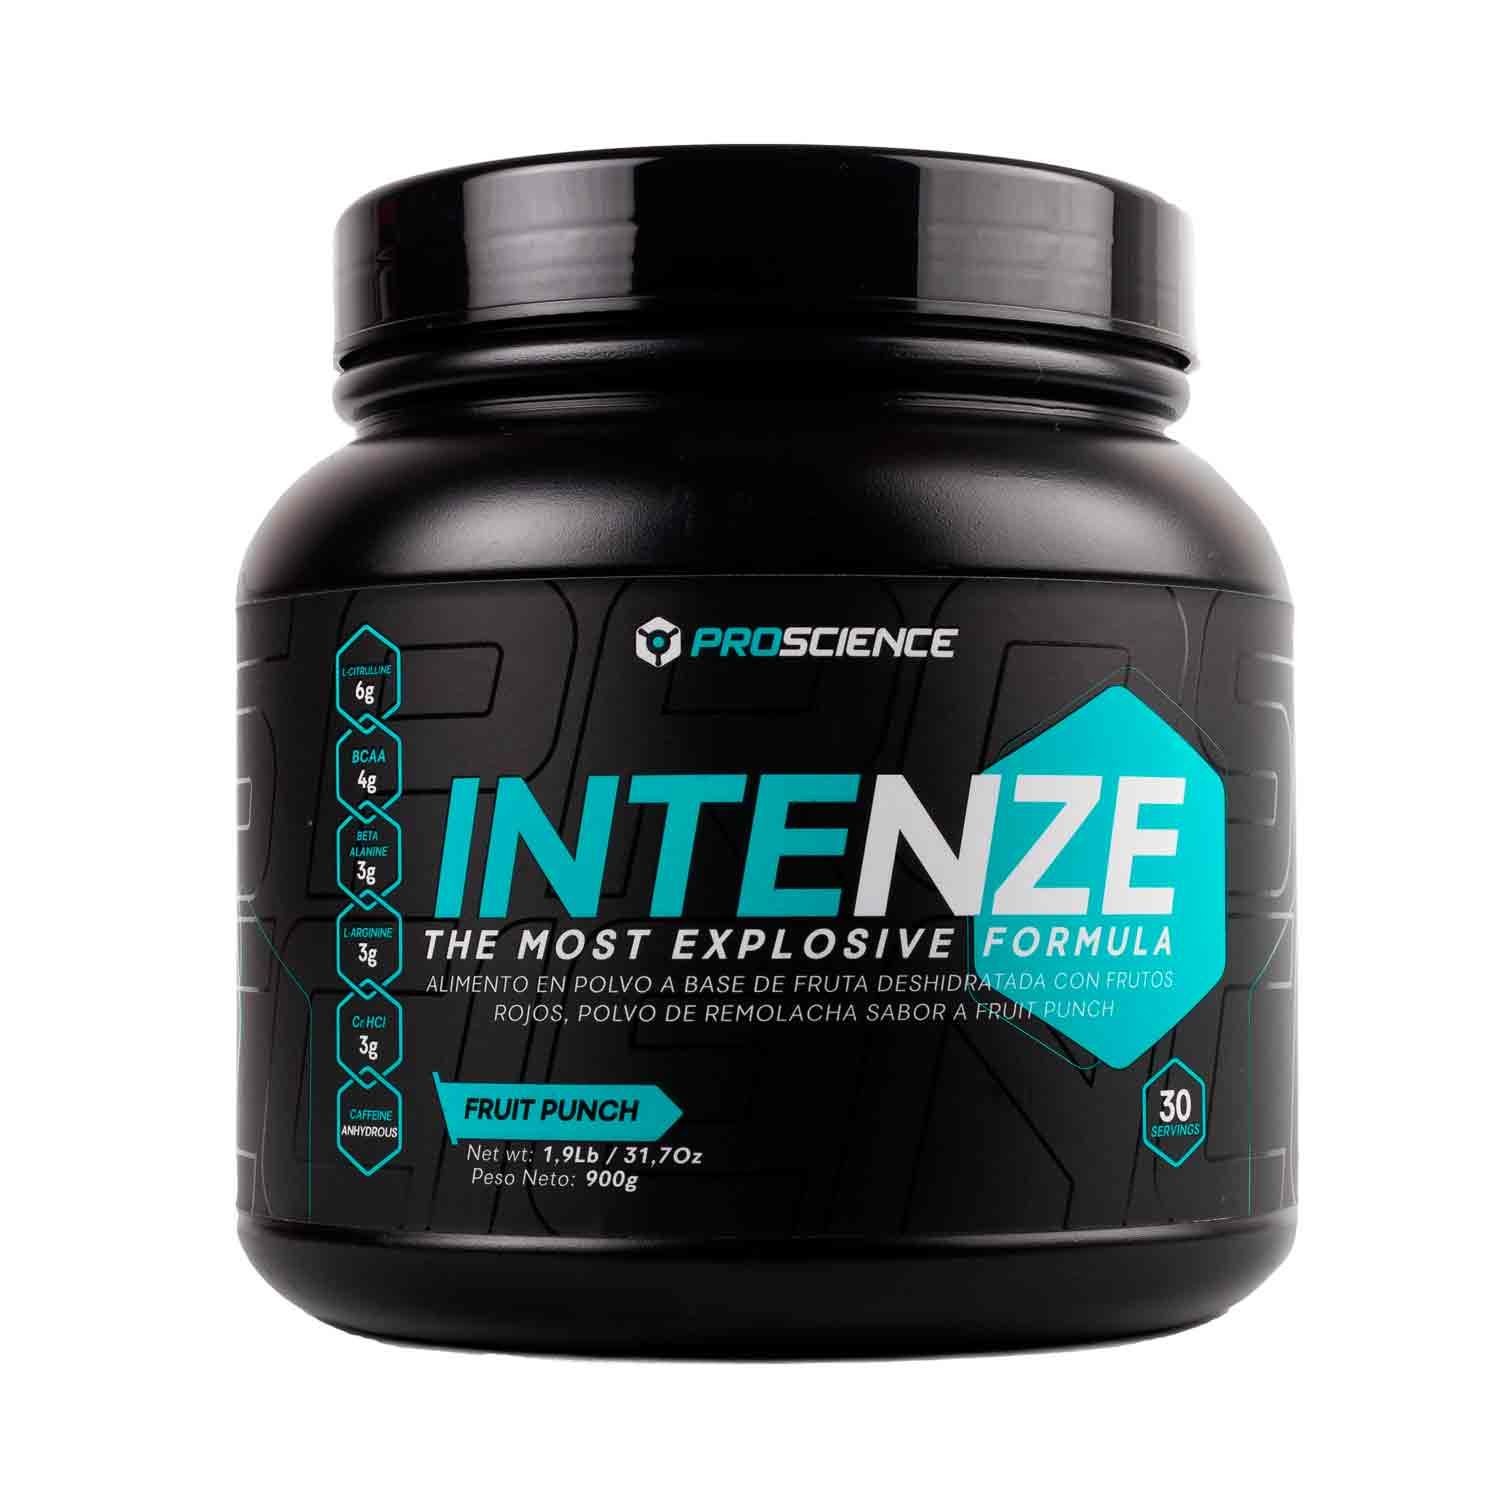 PROSCIENCE
L-CITRULLINE
6g
BCAA
4g
BETA
ALANINE
3g
L-ARGININE
3g
CrHCl
3g
CAFFEINE
ANHYDROUS
INTENZE
THE MOST EXPLOSIVE FORMULA
ALIMENTO EN POLVO A BASE DE FRUTA DESHIDRATADA CON FRUTOS
ROJOS, POLVO DE REMOLACHA SABOR A FRUIT PUNCH
FRUIT PUNCH
Net wt: 1,9Lb / 31,7Oz
Peso Neto: 900g
30
SERVINGS